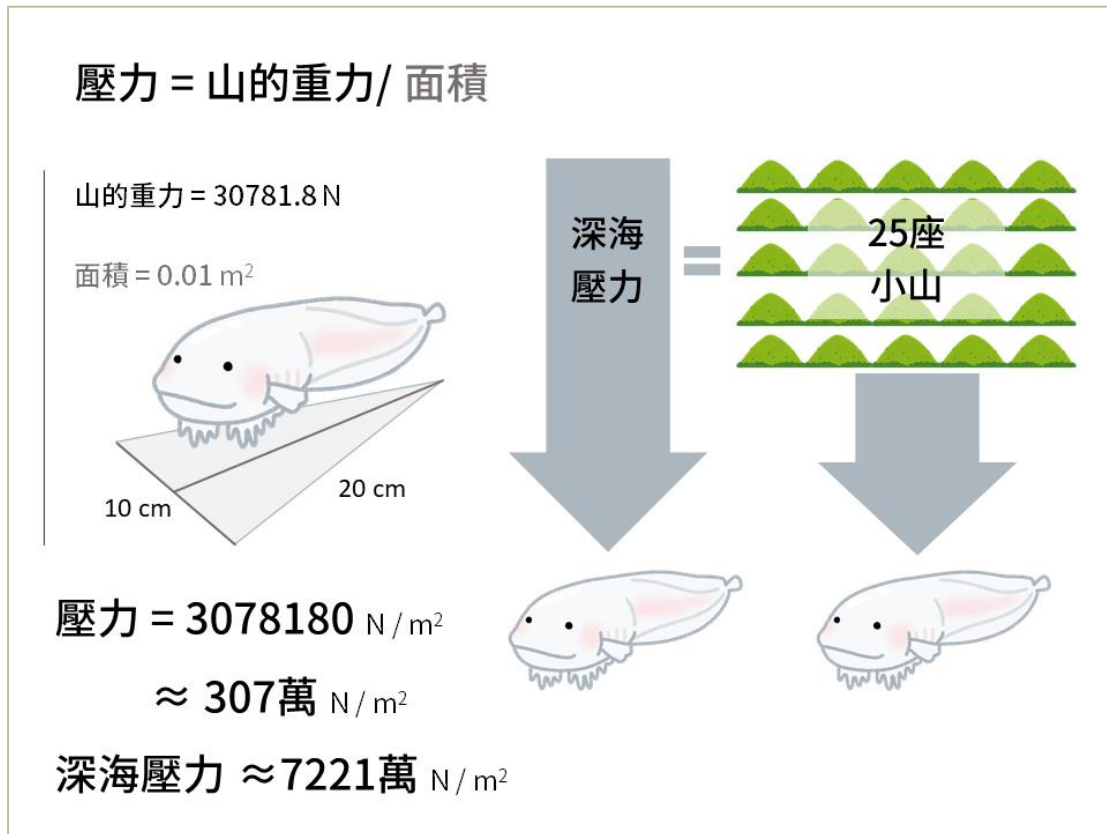 壓力 = 山的重力/ 面積
山的重力 = 30781.8 N
面積 = 0.01 m²
10 cm
20 cm
壓力 = 3078180 N / m²
≈ 307萬 N / m²
深海壓力 ≈7221萬 N / m²
深海
壓力
=
25座
小山